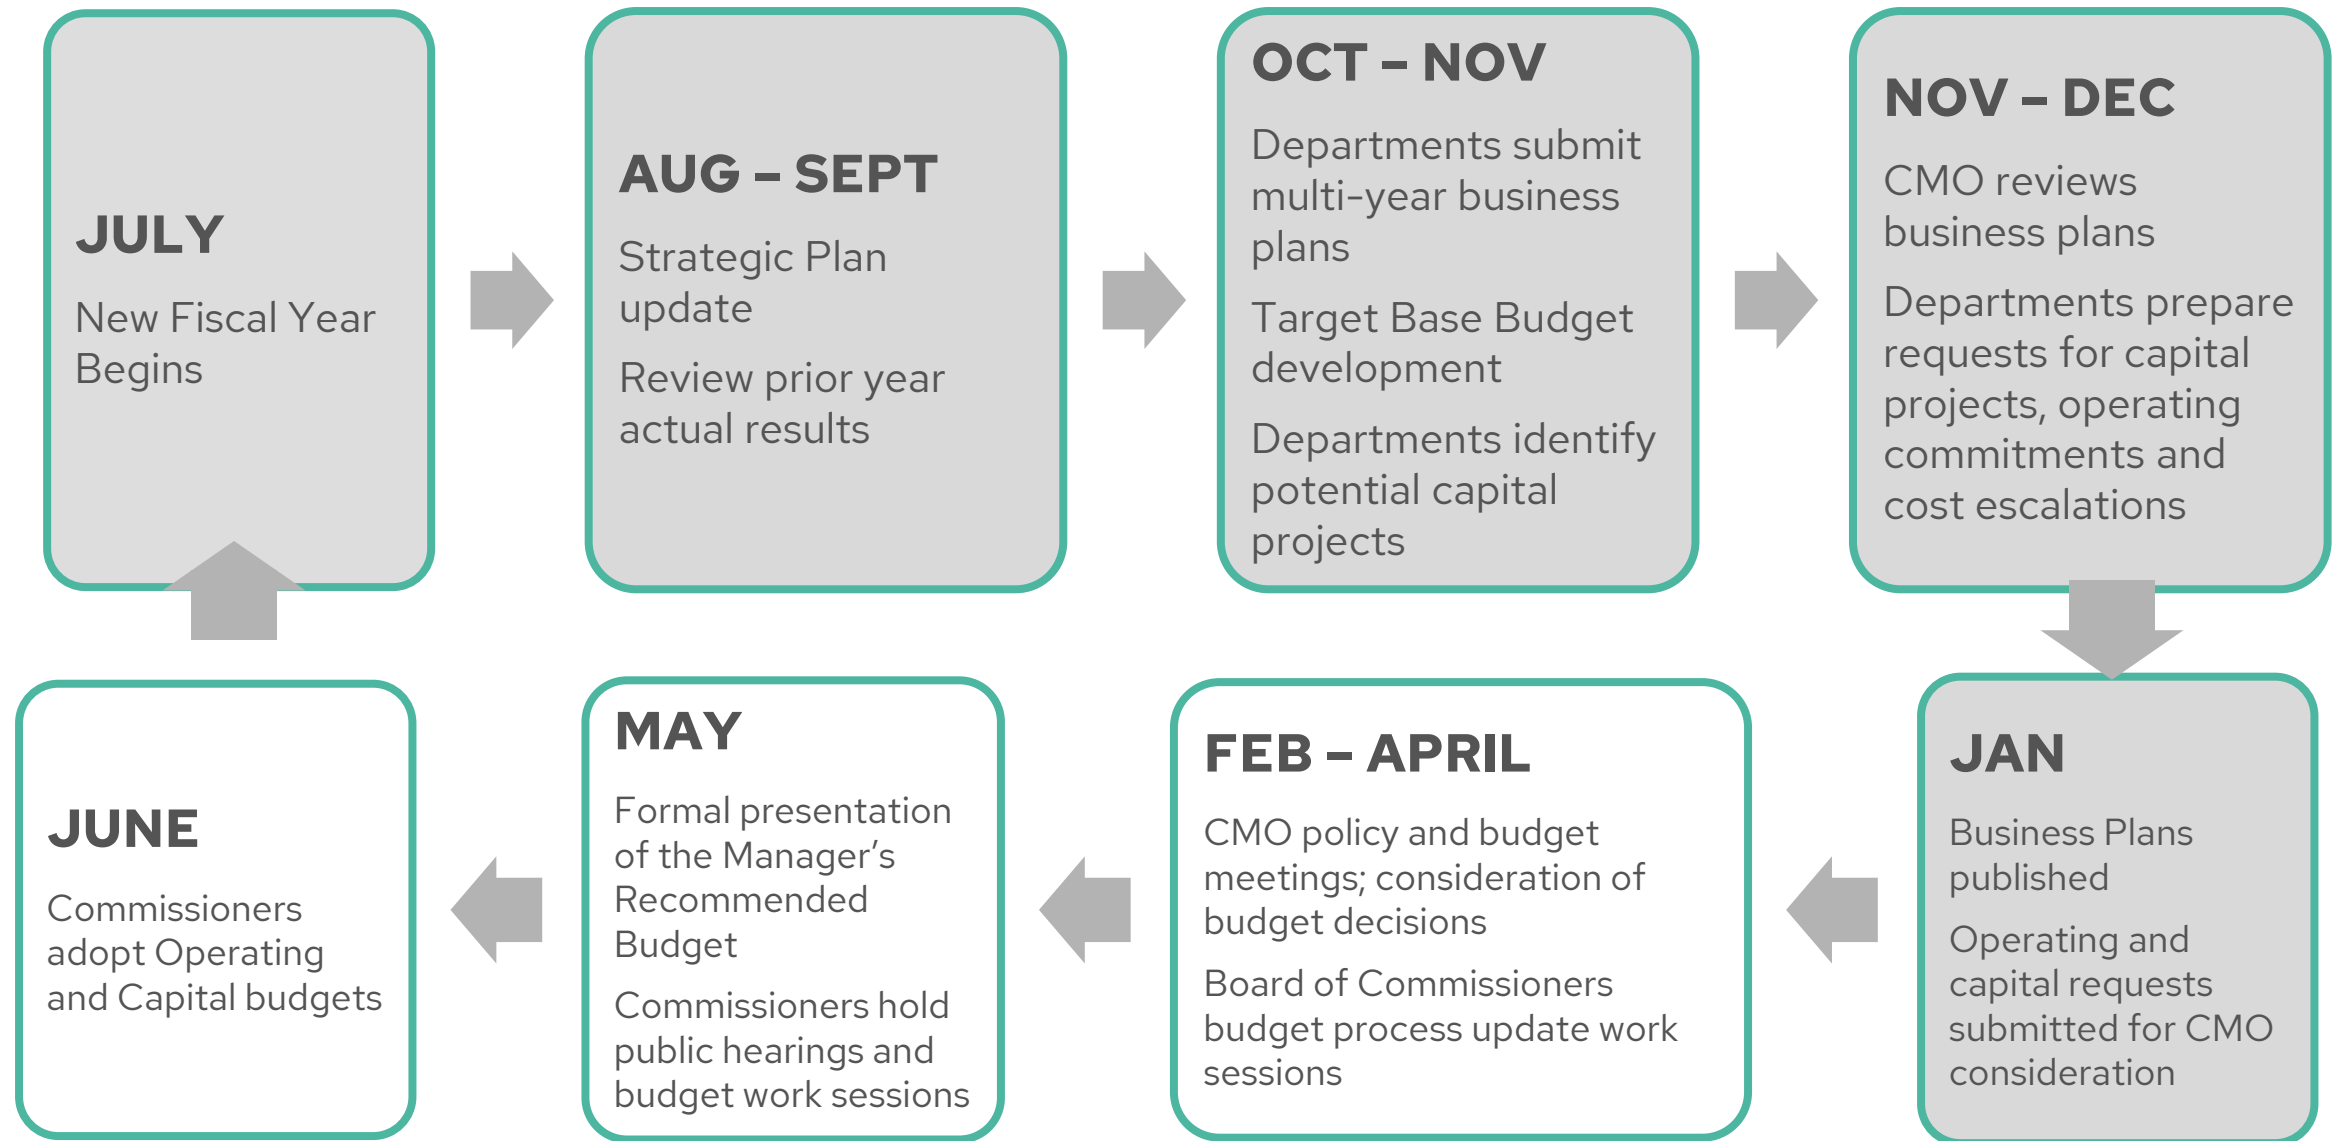 JULY
New Fiscal Year
Begins
AUG – SEPT
Strategic Plan
update
Review prior year
actual results
OCT – NOV
Departments submit
multi-year business
plans
Target Base Budget
development
Departments identify
potential capital
projects
NOV – DEC
CMO reviews
business plans
Departments prepare
requests for capital
projects, operating
commitments and
cost escalations
JAN
Business Plans
published
Operating and
capital requests
submitted for CMO
consideration
FEB – APRIL
CMO policy and budget
meetings; consideration of
budget decisions
Board of Commissioners
budget process update work
sessions
MAY
Formal presentation
of the Manager’s
Recommended
Budget
Commissioners hold
public hearings and
budget work sessions
JUNE
Commissioners
adopt Operating
and Capital budgets